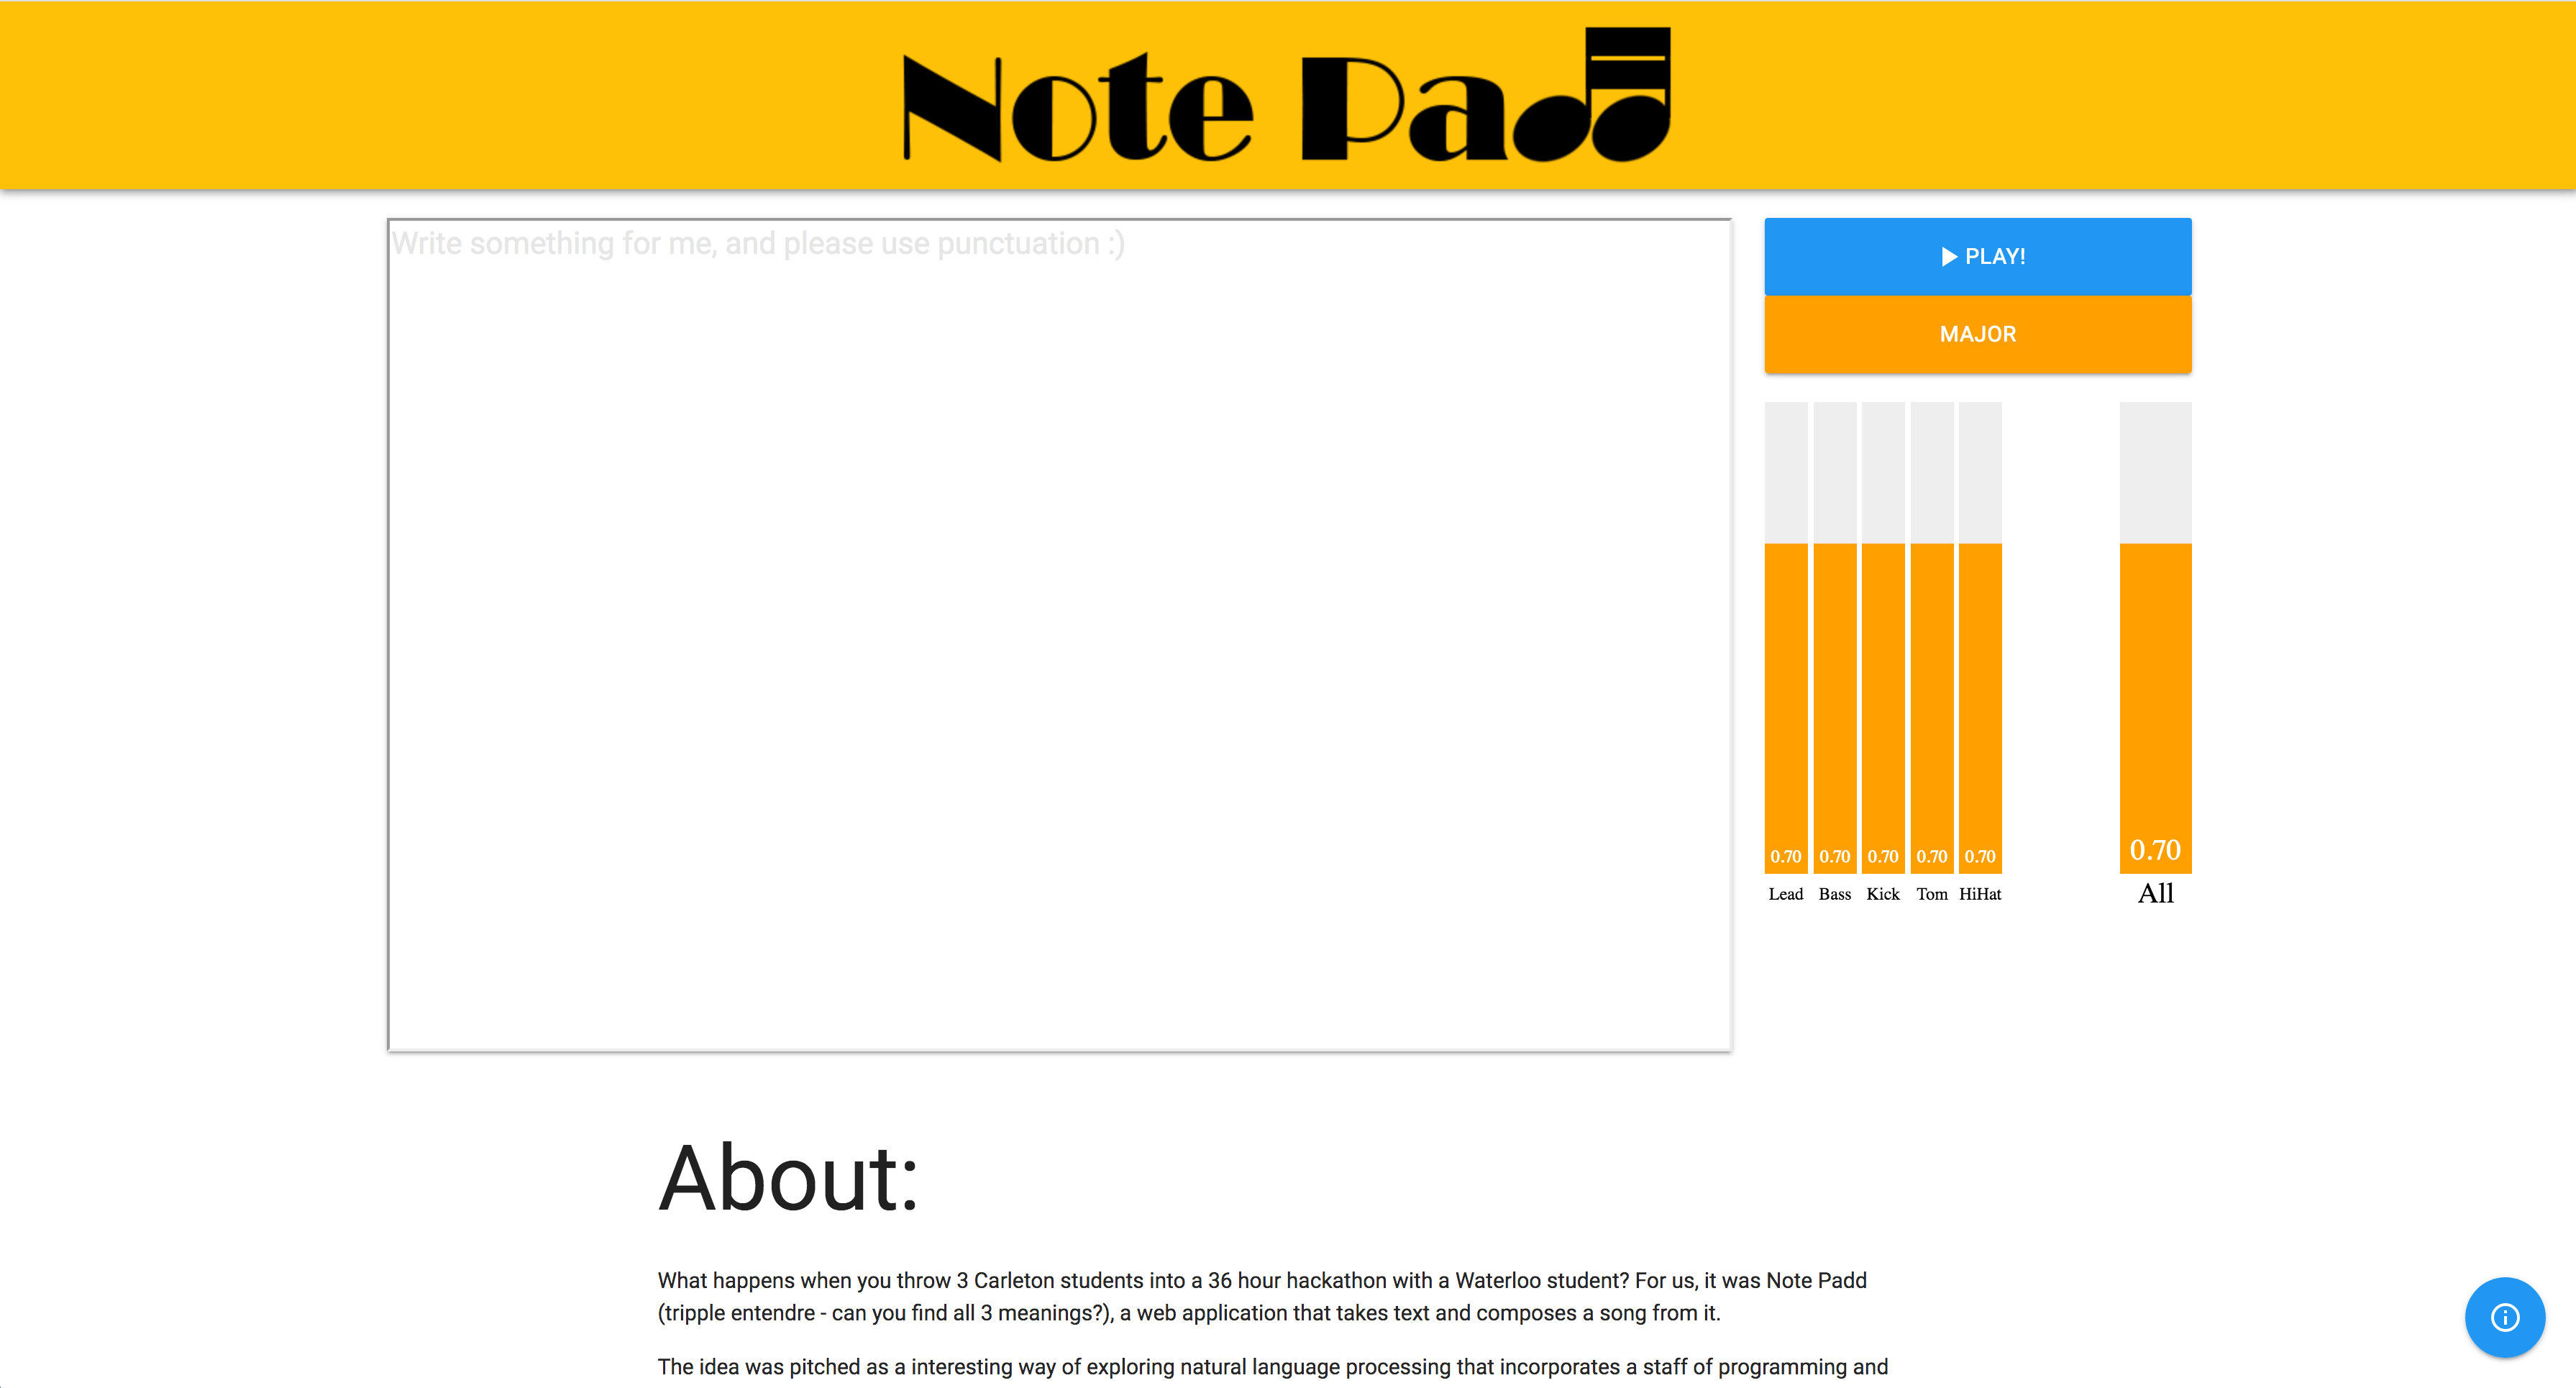 Note Padd
Write something for me, and please use punctuation :)
PLAY!
MAJOR
0.70 0.70 0.70 0.70 0.70 0.70
Lead Bass Kick Tom HiHat All
About:
What happens when you throw 3 Carleton students into a 36 hour hackathon with a Waterloo student? For us, it was Note Padd
(tripple entendre - can you find all 3 meanings?), a web application that takes text and composes a song from it.
The idea was pitched as a interesting way of exploring natural language processing that incorporates a staff of programming and